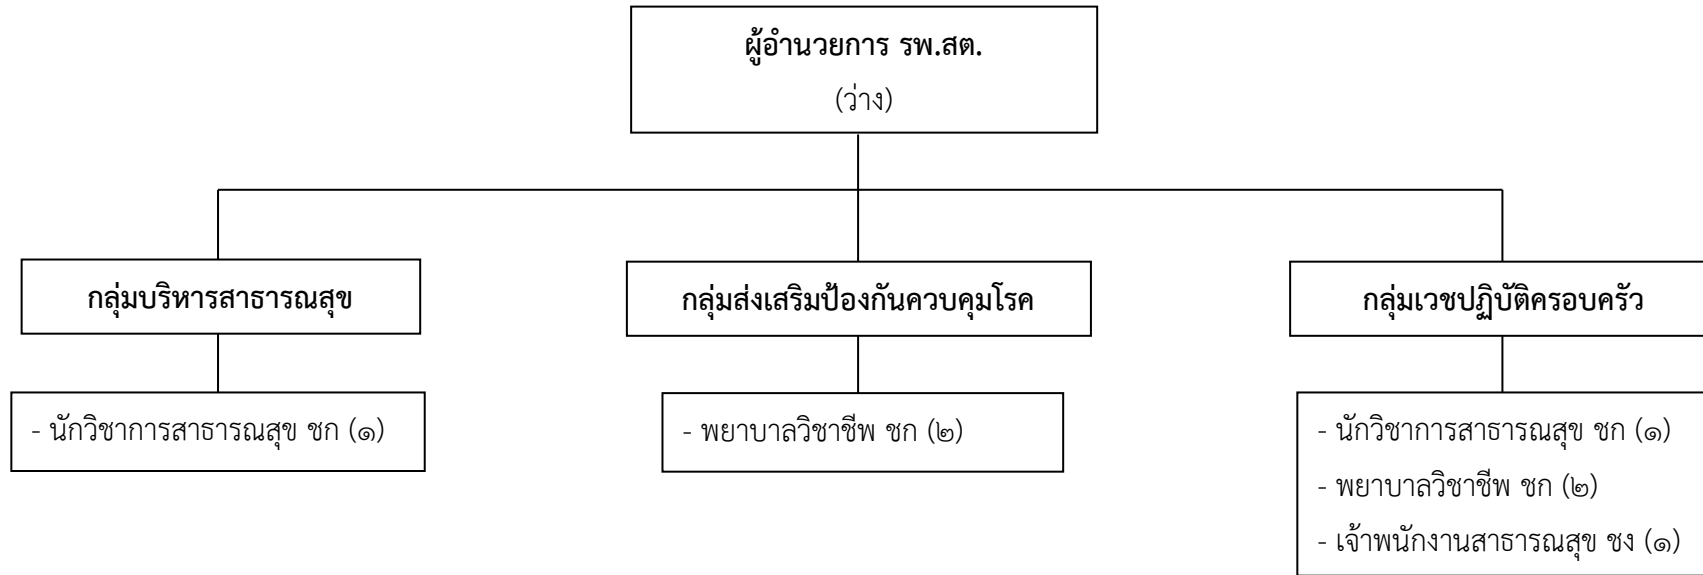 ผู้อำนวยการ รพ.สต.
(ว่าง)
กลุ่มบริหารสาธารณสุข
กลุ่มส่งเสริมป้องกันควบคุมโรค
กลุ่มเวชปฏิบัติครอบครัว
- นักวิชาการสาธารณสุข ชก (๑)
- พยาบาลวิชาชีพ ชก (๒)
- นักวิชาการสาธารณสุข ชก (๑)
- พยาบาลวิชาชีพ ชก (๒)
- เจ้าพนักงานสาธารณสุข ชง (๑)